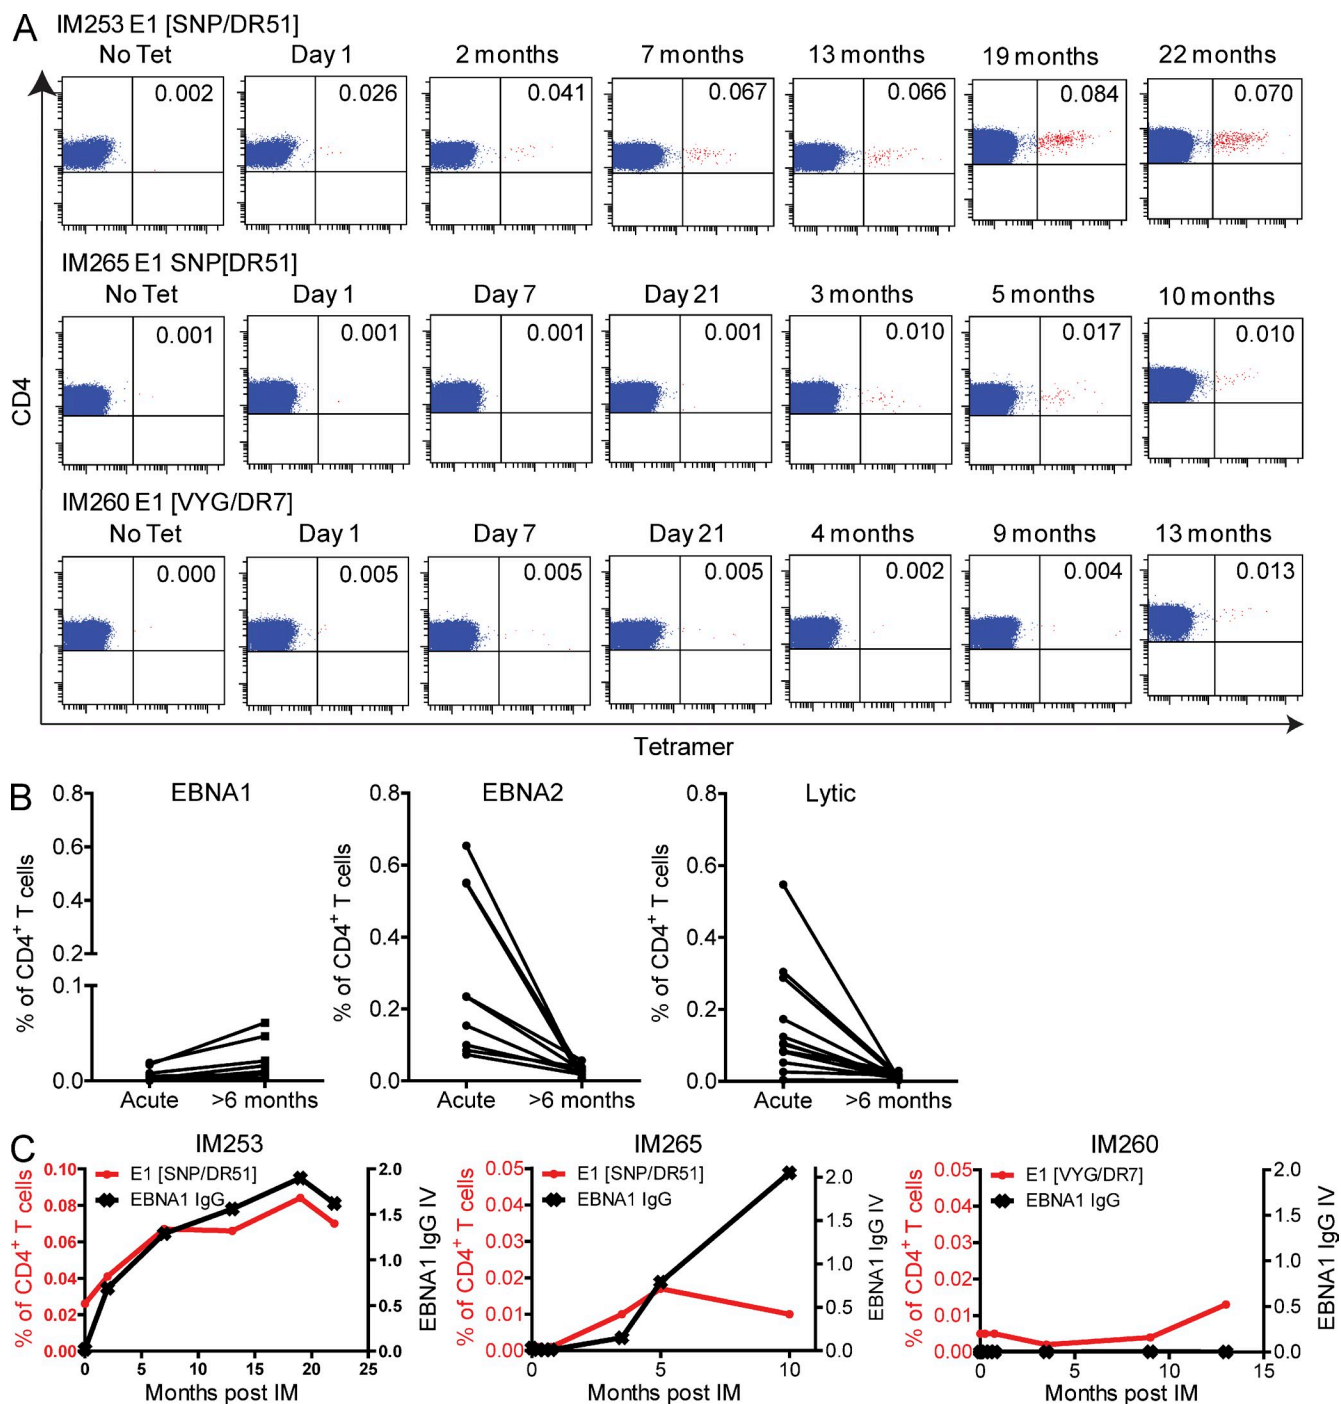 A
IM253 E1 [SNP/DR51]
No Tet Day 1 2 months 7 months 13 months 19 months 22 months
0.002 0.026 0.041 0.067 0.066 0.084 0.070
IM265 E1 SNP[DR51]
No Tet Day 1 Day 7 Day 21 3 months 5 months 10 months
0.001 0.001 0.001 0.001 0.010 0.017 0.010
CD4
IM260 E1 [VYG/DR7]
No Tet Day 1 Day 7 Day 21 4 months 9 months 13 months
0.000 0.005 0.005 0.005 0.002 0.004 0.013
Tetramer
B
EBNA1
% of CD4+ T cells
0.8
0.6
0.4
0.2
0.1
0.0
Acute >6 months
EBNA2
% of CD4+ T cells
0.8
0.6
0.4
0.2
0.0
Acute >6 months
Lytic
% of CD4+ T cells
0.8
0.6
0.4
0.2
0.0
Acute >6 months
C
IM253
E1 [SNP/DR51]
EBNA1 IgG
% of CD4+ T cells
0.10
0.08
0.06
0.04
0.02
0.00
2.0
1.5
1.0
0.5
0.0
EBNA1 IgG IV
0 5 10 15 20 25
Months post IM
IM265
E1 [SNP/DR51]
EBNA1 IgG
% of CD4+ T cells
0.05
0.04
0.03
0.02
0.01
0.00
2.0
1.5
1.0
0.5
0.0
EBNA1 IgG IV
0 5 10
Months post IM
IM260
E1 [VYG/DR7]
EBNA1 IgG
% of CD4+ T cells
0.05
0.04
0.03
0.02
0.01
0.00
2.0
1.5
1.0
0.5
0.0
EBNA1 IgG IV
0 5 10 15
Months post IM